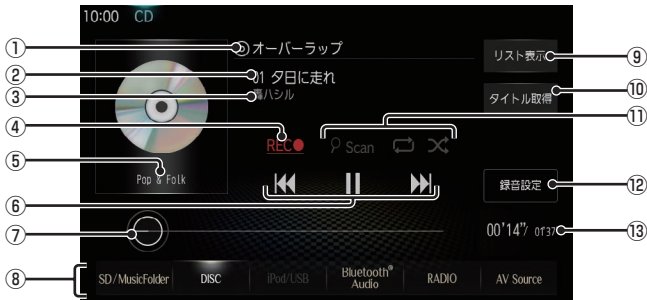 10:00 CD
① オーバーラップ
② 01 夕日に走れ
③ 轟ハシル
④ REC●
Scan
⑤ Pop & Folk
⑥
⑦
⑧ SD/MusicFolder DISC iPod/USB Bluetooth® Audio RADIO AV Source
リスト表示 ⑨
タイトル取得 ⑩
⑪
録音設定 ⑫
00'14"/ 01'37 ⑬